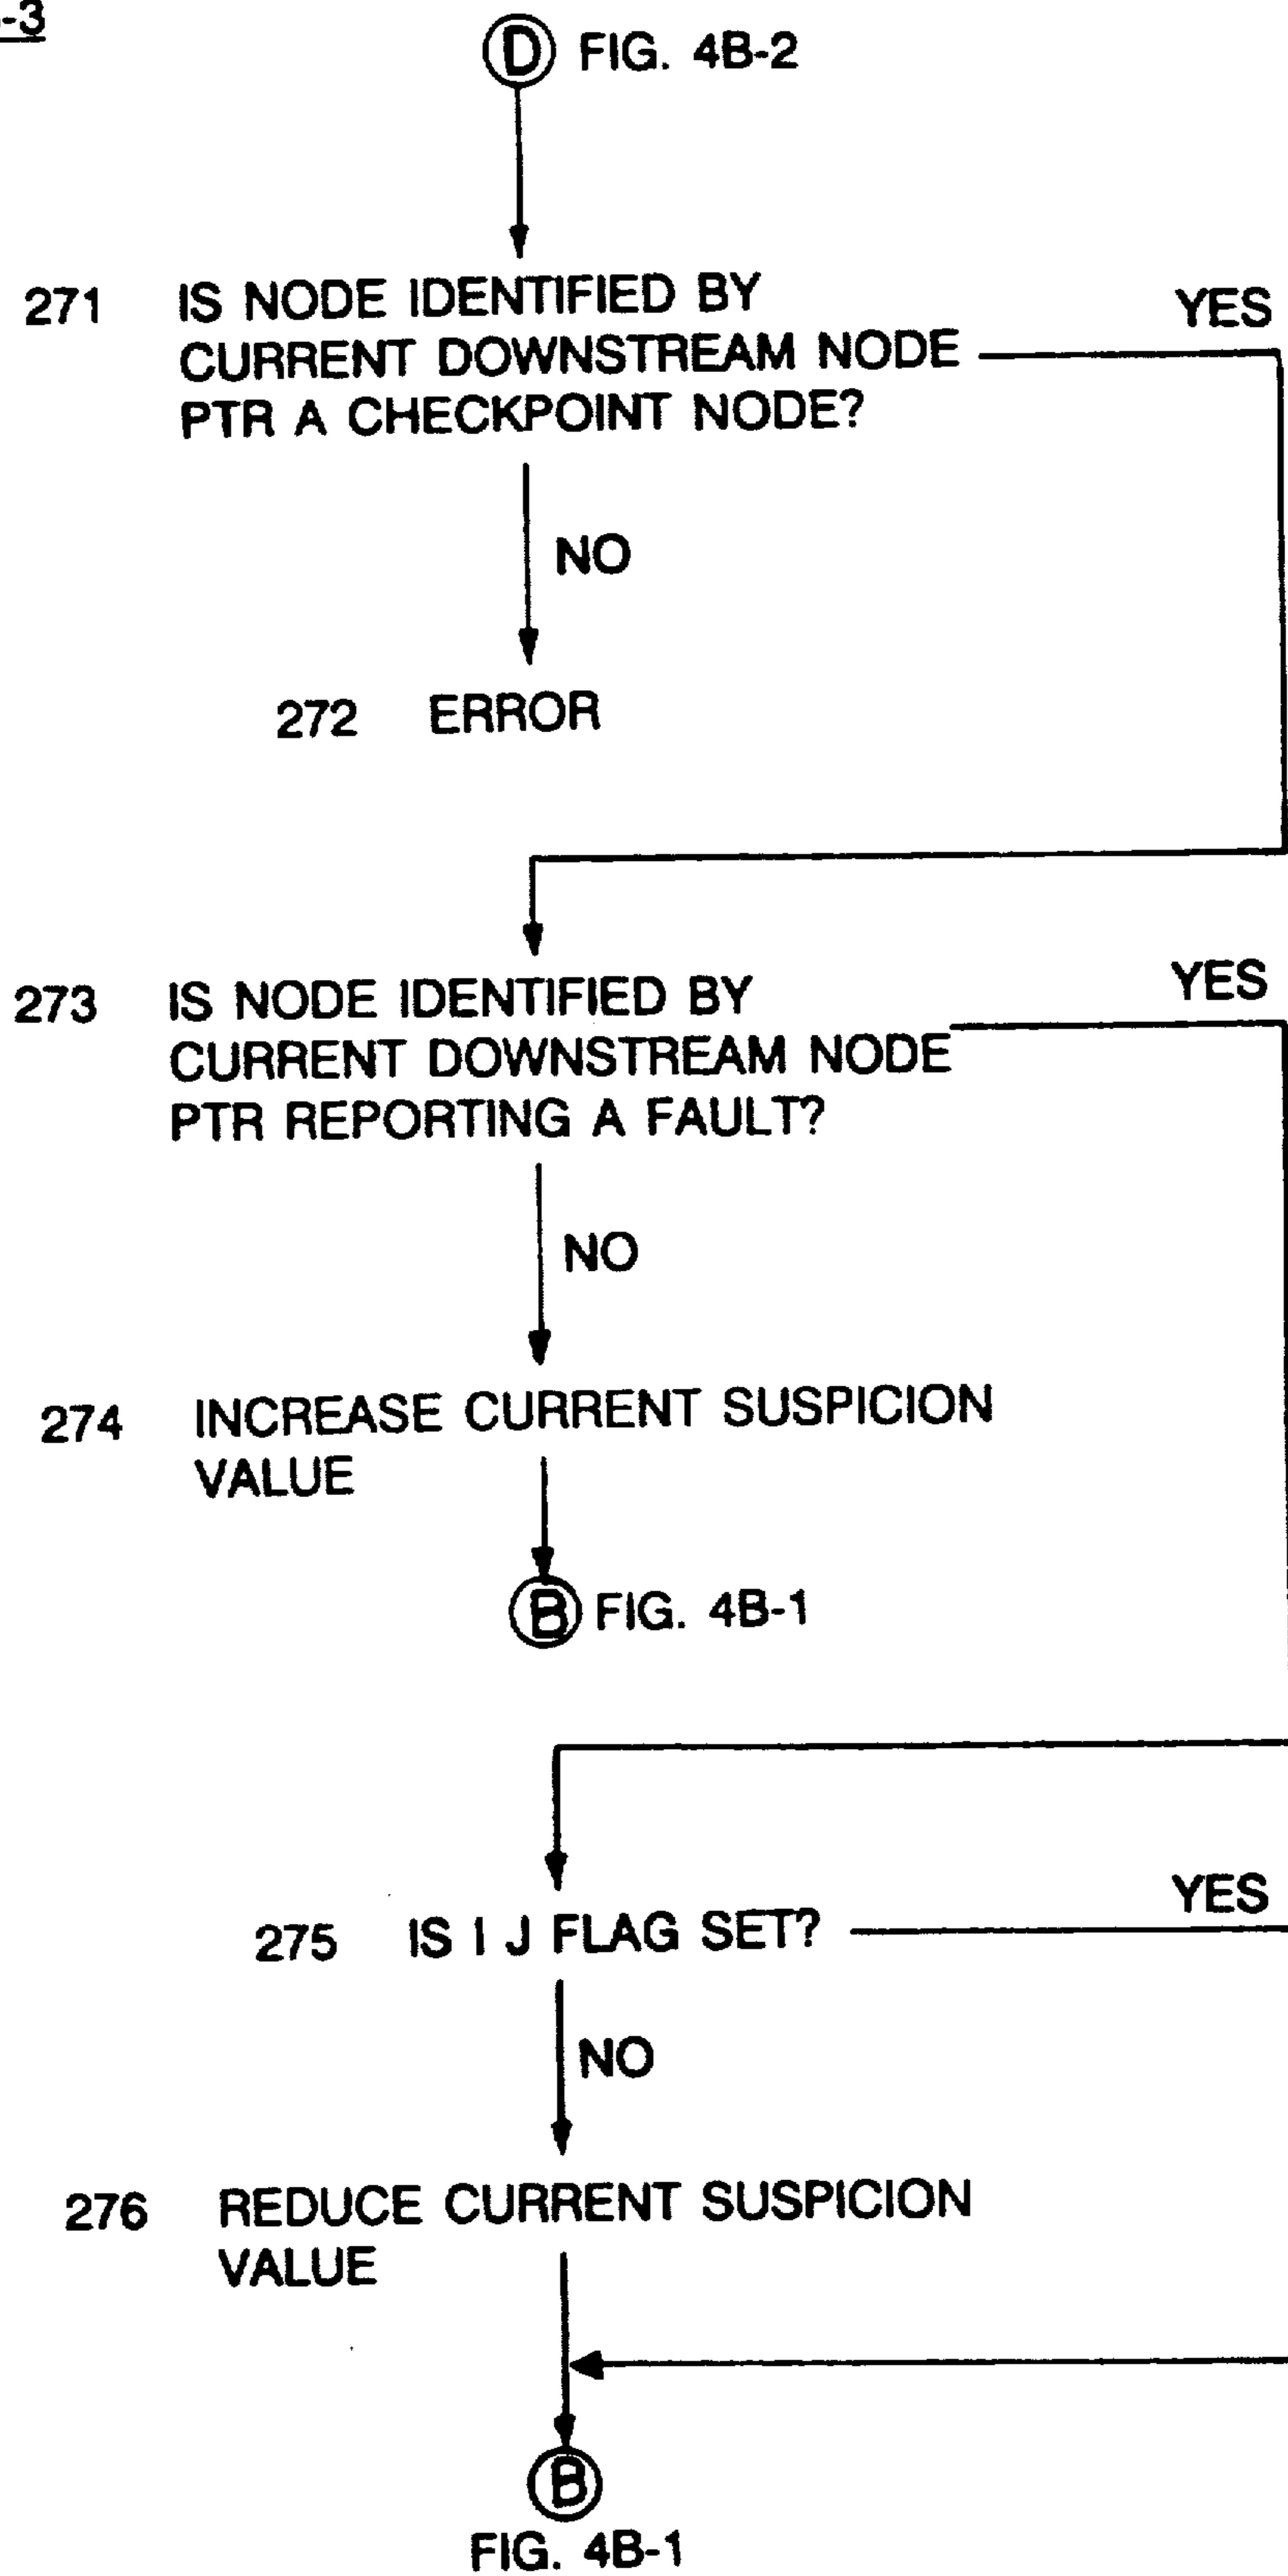 -3
D FIG. 4B-2
271 IS NODE IDENTIFIED BY
CURRENT DOWNSTREAM NODE
PTR A CHECKPOINT NODE?
YES
NO
272 ERROR
273 IS NODE IDENTIFIED BY
CURRENT DOWNSTREAM NODE
PTR REPORTING A FAULT?
YES
NO
274 INCREASE CURRENT SUSPICION
VALUE
B FIG. 4B-1
275 IS I J FLAG SET?
YES
NO
276 REDUCE CURRENT SUSPICION
VALUE
B
FIG. 4B-1